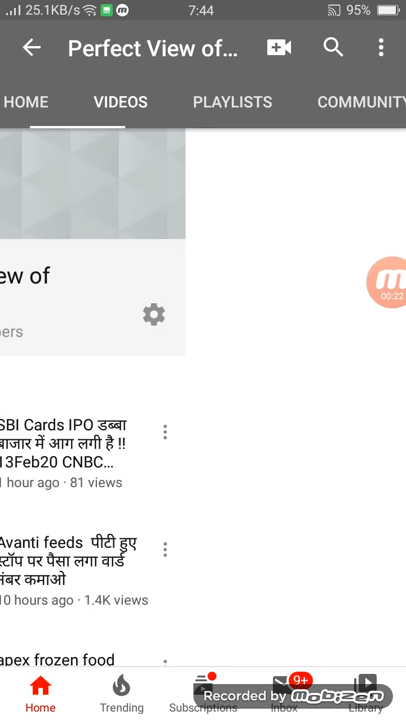 25.1KB/s 95%
7:44
Perfect View of...
HOME VIDEOS PLAYLISTS COMMUNITY
ew of
00:22
ers
SBI Cards IPO डब्बा
बाजार में आग लगी है !!
13Feb20 CNBC...
1 hour ago · 81 views
Avanti feeds पीटी हुए
स्टॉप पर पैसा लगा वार्ड
नंबर कमाओ
10 hours ago · 1.4K views
apex frozen food
9+
Recorded by mobizen
Home Trending Subscriptions Inbox Library